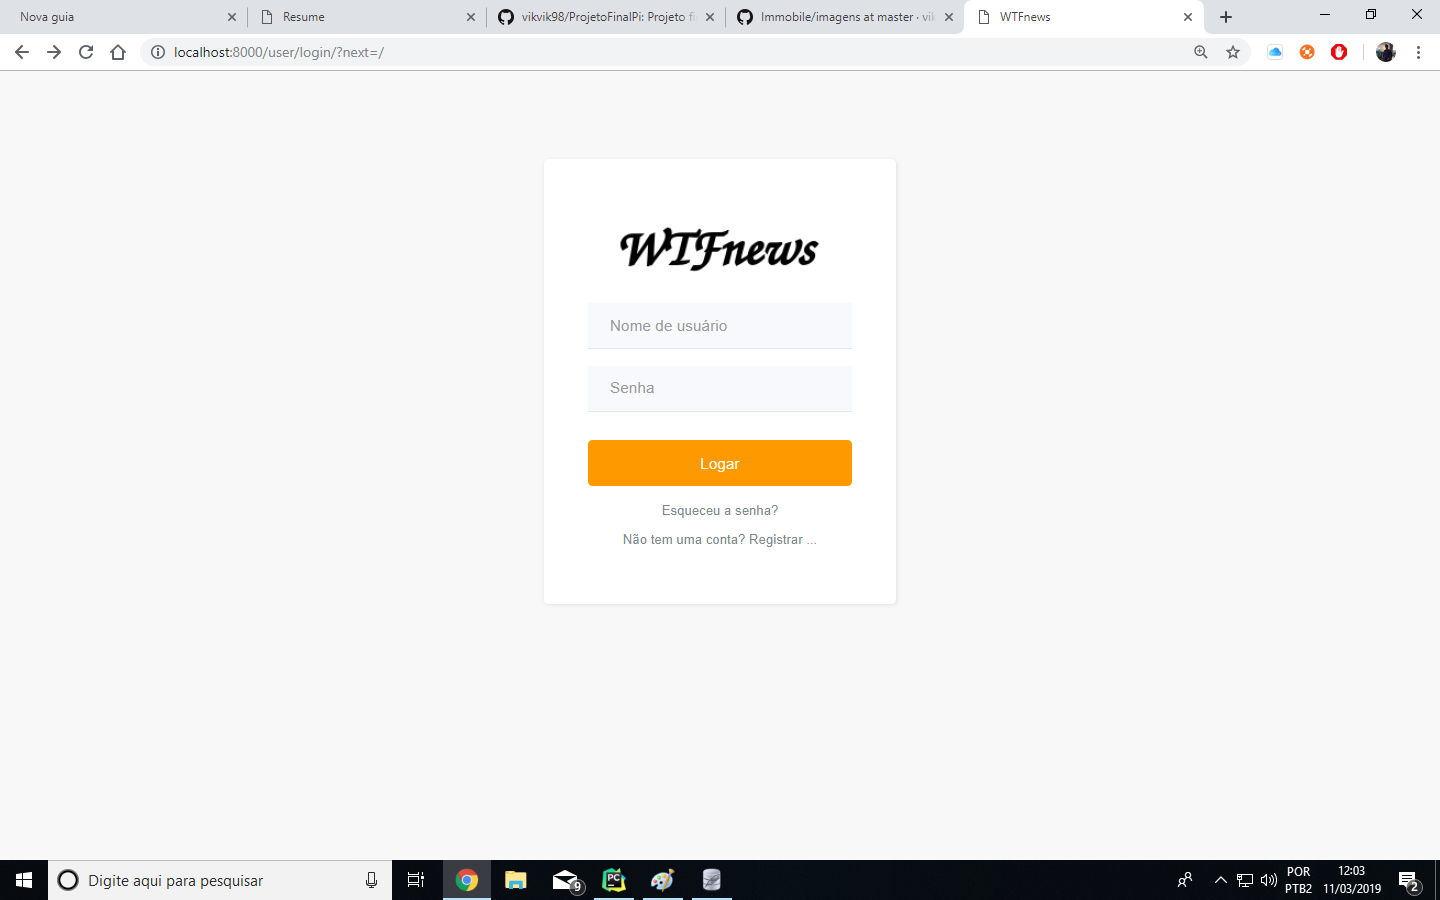 Nova guia
Resume
vikvik98/ProjetoFinalPi: Projeto fi
Immobile/imagens at master · vik
WTFnews
localhost:8000/user/login/?next=/
WTFnews
Nome de usuário
Senha
Logar
Esqueceu a senha?
Não tem uma conta? Registrar ...
Digite aqui para pesquisar
9
PC
POR
PTB2
12:03
11/03/2019
2